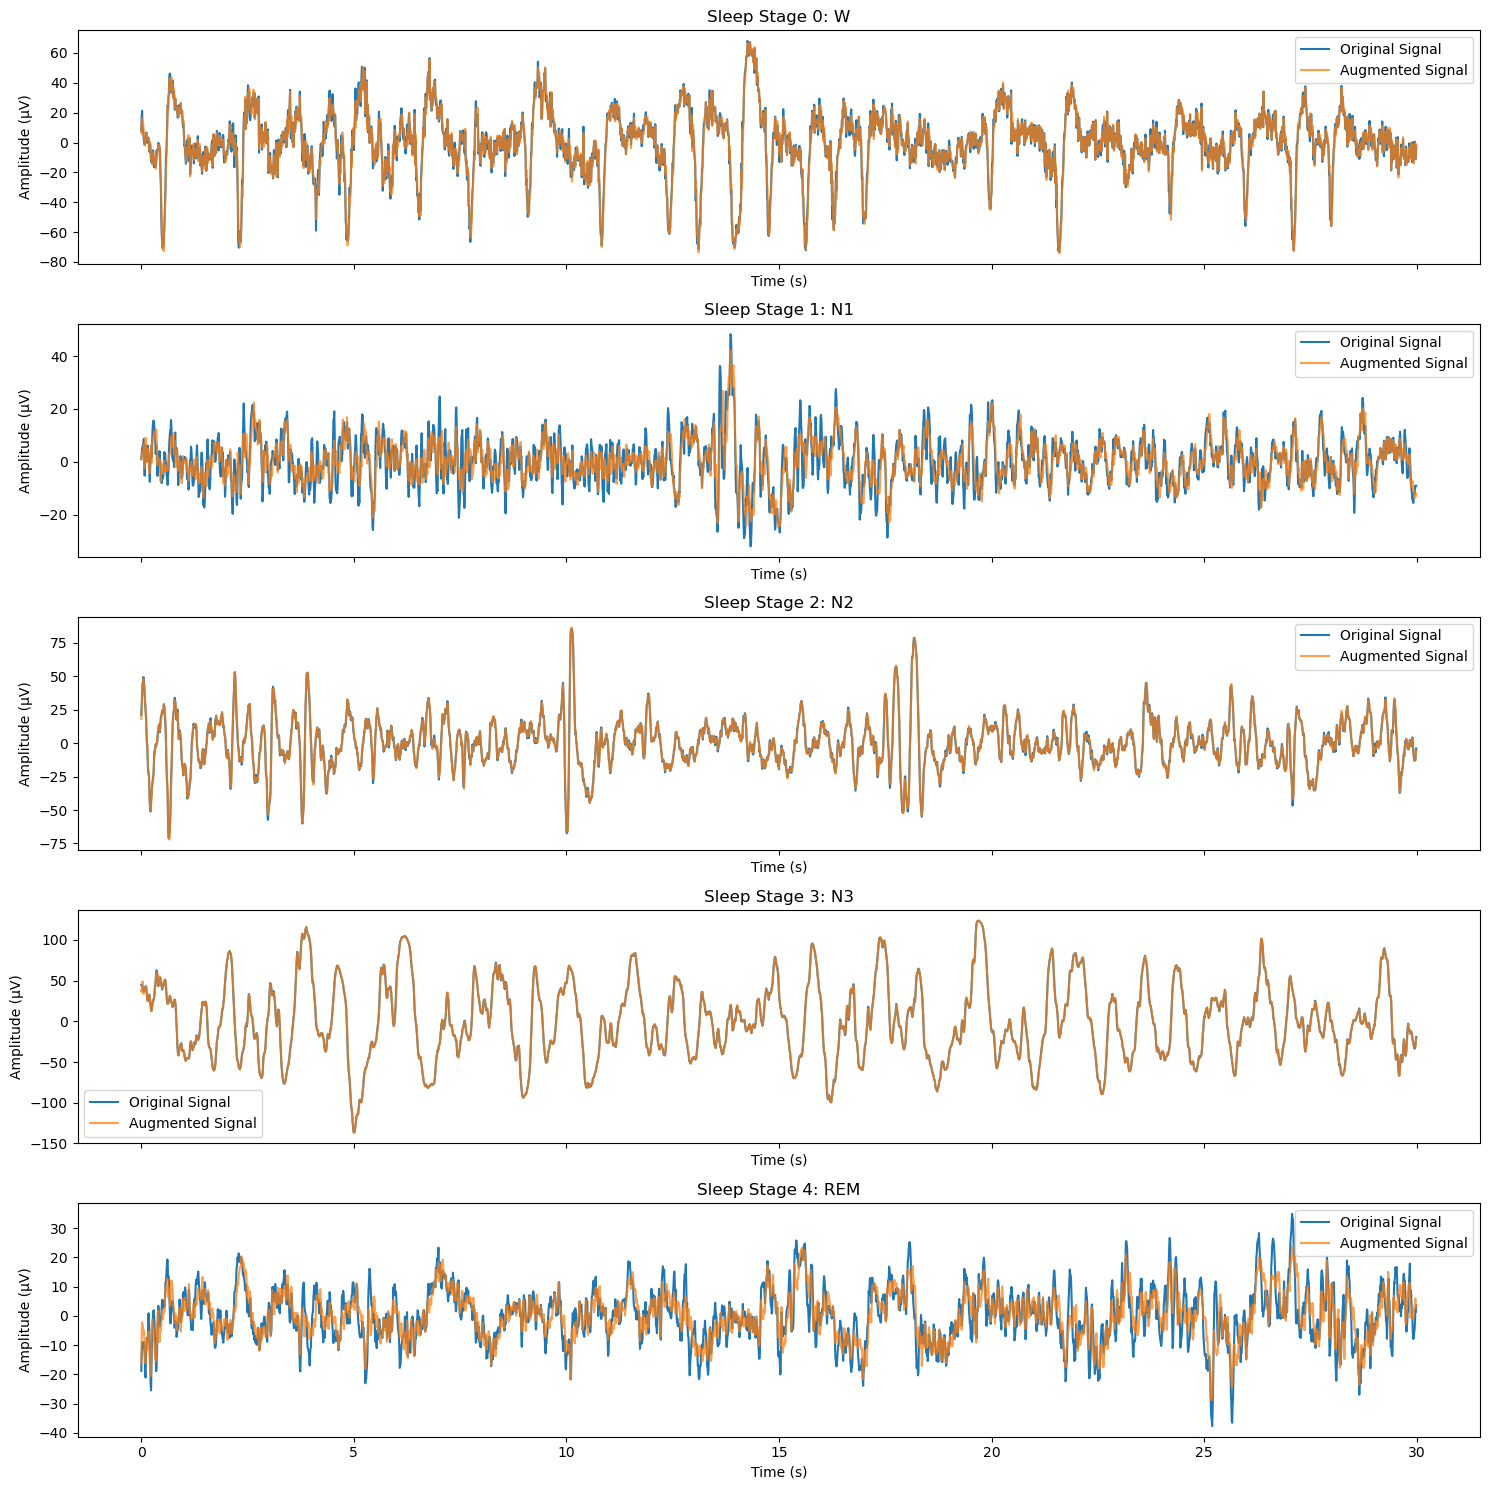 Sleep Stage 0: W
Original Signal
Augmented Signal
60
40
20
0
−20
−40
−60
−80
Amplitude (µV)
Time (s)
Sleep Stage 1: N1
Original Signal
Augmented Signal
40
20
0
−20
Amplitude (µV)
Time (s)
Sleep Stage 2: N2
Original Signal
Augmented Signal
75
50
25
0
−25
−50
−75
Amplitude (µV)
Time (s)
Sleep Stage 3: N3
100
50
0
−50
−100
−150
Amplitude (µV)
Original Signal
Augmented Signal
Time (s)
Sleep Stage 4: REM
Original Signal
Augmented Signal
30
20
10
0
−10
−20
−30
−40
Amplitude (µV)
0 5 10 15 20 25 30
Time (s)